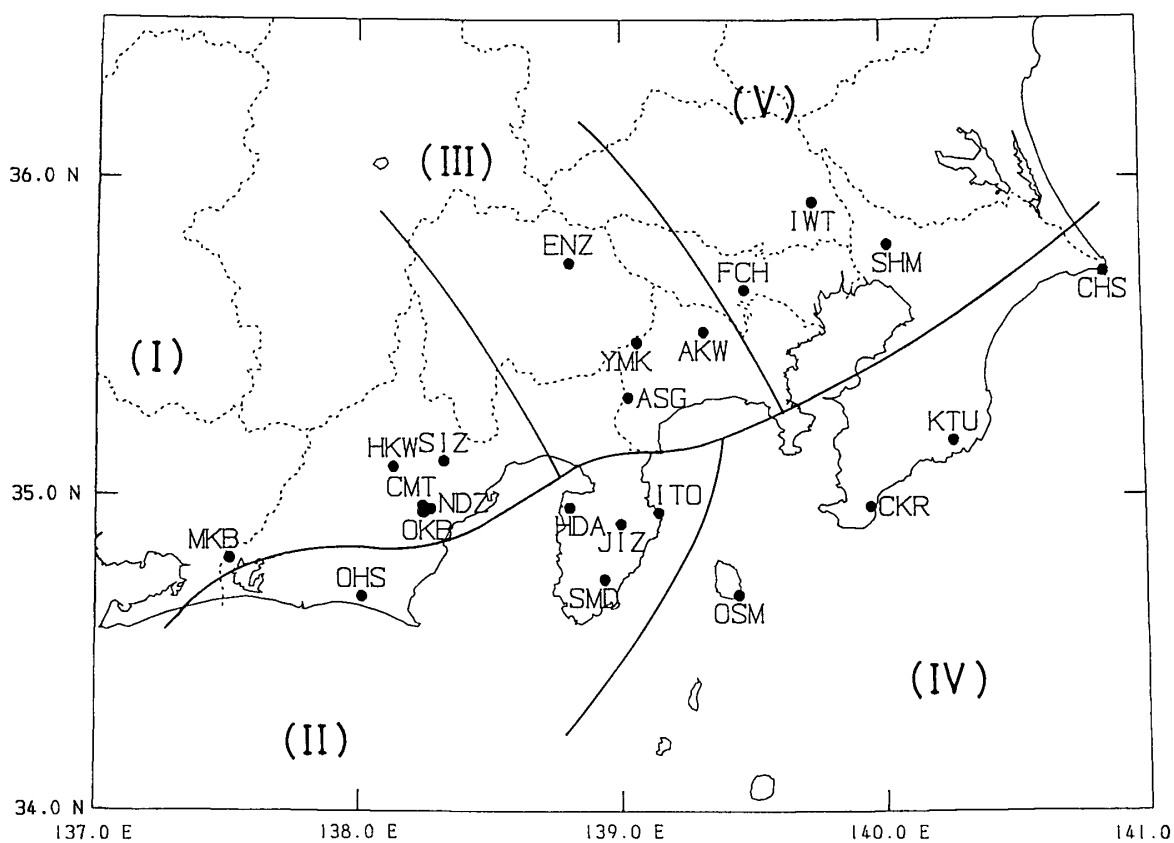 (V)
36.0 N
(III)
IWT
ENZ
SHM
FCH
CHS
(I)
YMK
AKW
ASG
KTU
HKW
SIZ
35.0 N
CMT
NDZ
ITO
CKR
OKB
HDA
JIZ
MKB
OHS
SMD
OSM
(IV)
(II)
34.0 N
137.0 E
138.0 E
139.0 E
140.0 E
141.0